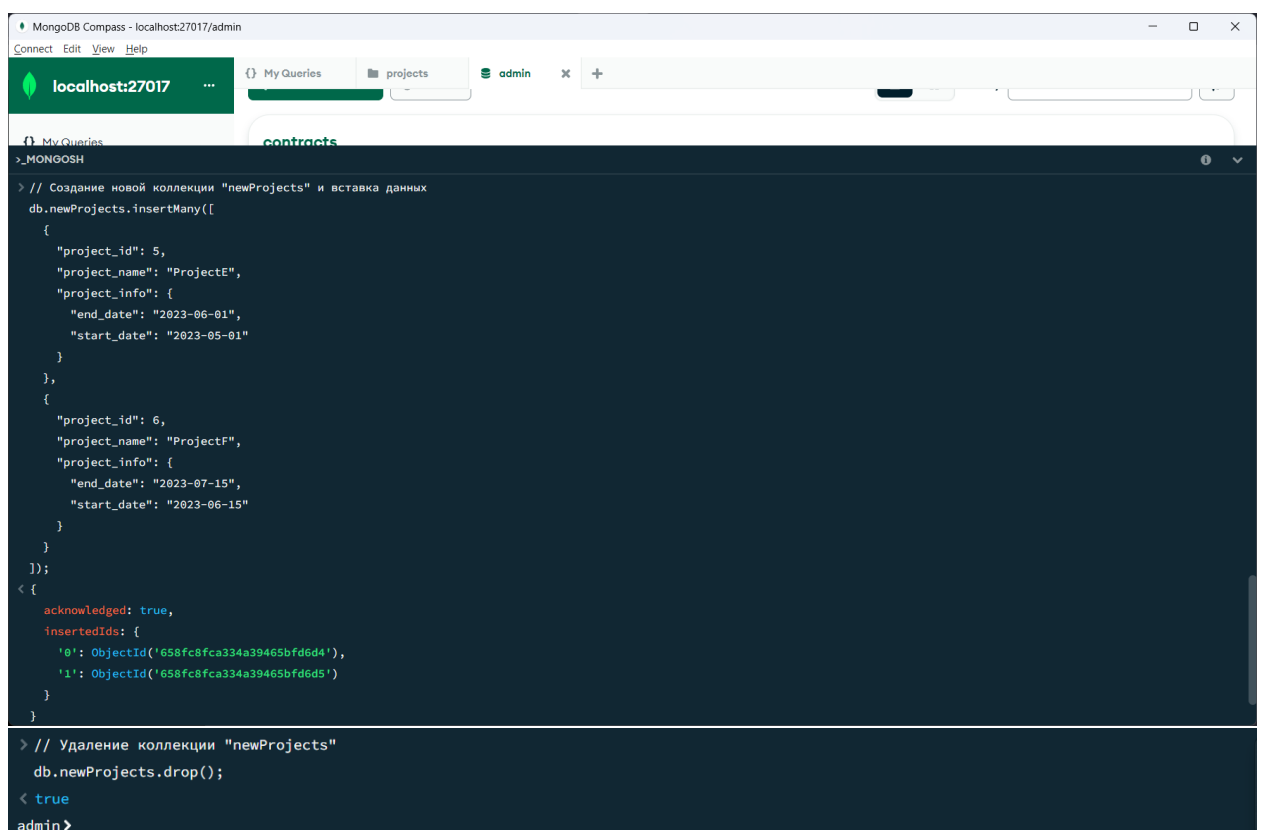 MongoDB Compass - localhost:27017/admin
Connect Edit View Help
localhost:27017 ...
{} My Queries projects admin × +
{} My Queries
contracts
>_MONGOSH
> // Создание новой коллекции "newProjects" и вставка данных
db.newProjects.insertMany([
{
"project_id": 5,
"project_name": "ProjectE",
"project_info": {
"end_date": "2023-06-01",
"start_date": "2023-05-01"
}
},
{
"project_id": 6,
"project_name": "ProjectF",
"project_info": {
"end_date": "2023-07-15",
"start_date": "2023-06-15"
}
}
]);
< {
acknowledged: true,
insertedIds: {
'0': ObjectId('658fc8fca334a39465bfd6d4'),
'1': ObjectId('658fc8fca334a39465bfd6d5')
}
}
> // Удаление коллекции "newProjects"
db.newProjects.drop();
< true
admin>